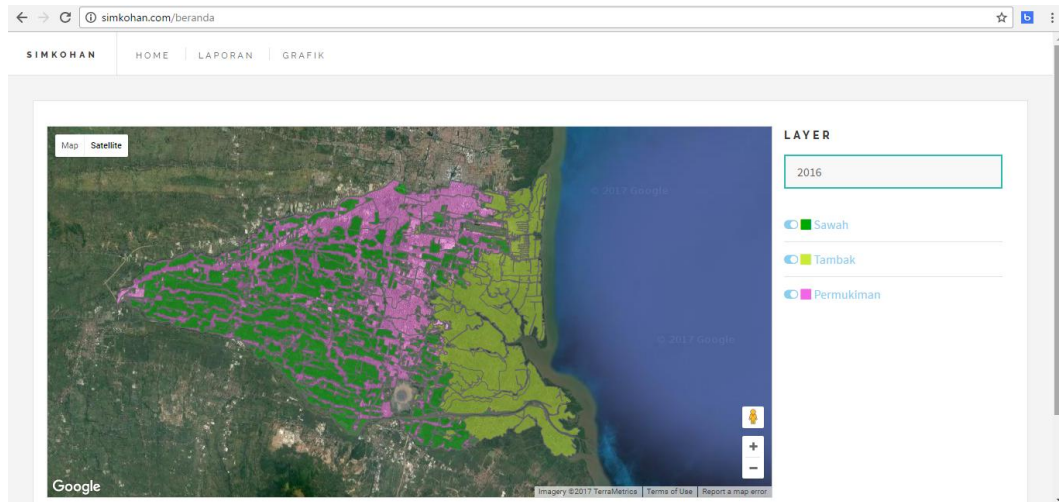 simkohan.com/beranda
SIMKOHAN
HOME
LAPORAN
GRAFIK
Map
Satellite
© 2017 Google
© 2017 Google
Google
Imagery ©2017 TerraMetrics
Terms of Use
Report a map error
LAYER
2016
Sawah
Tambak
Permukiman